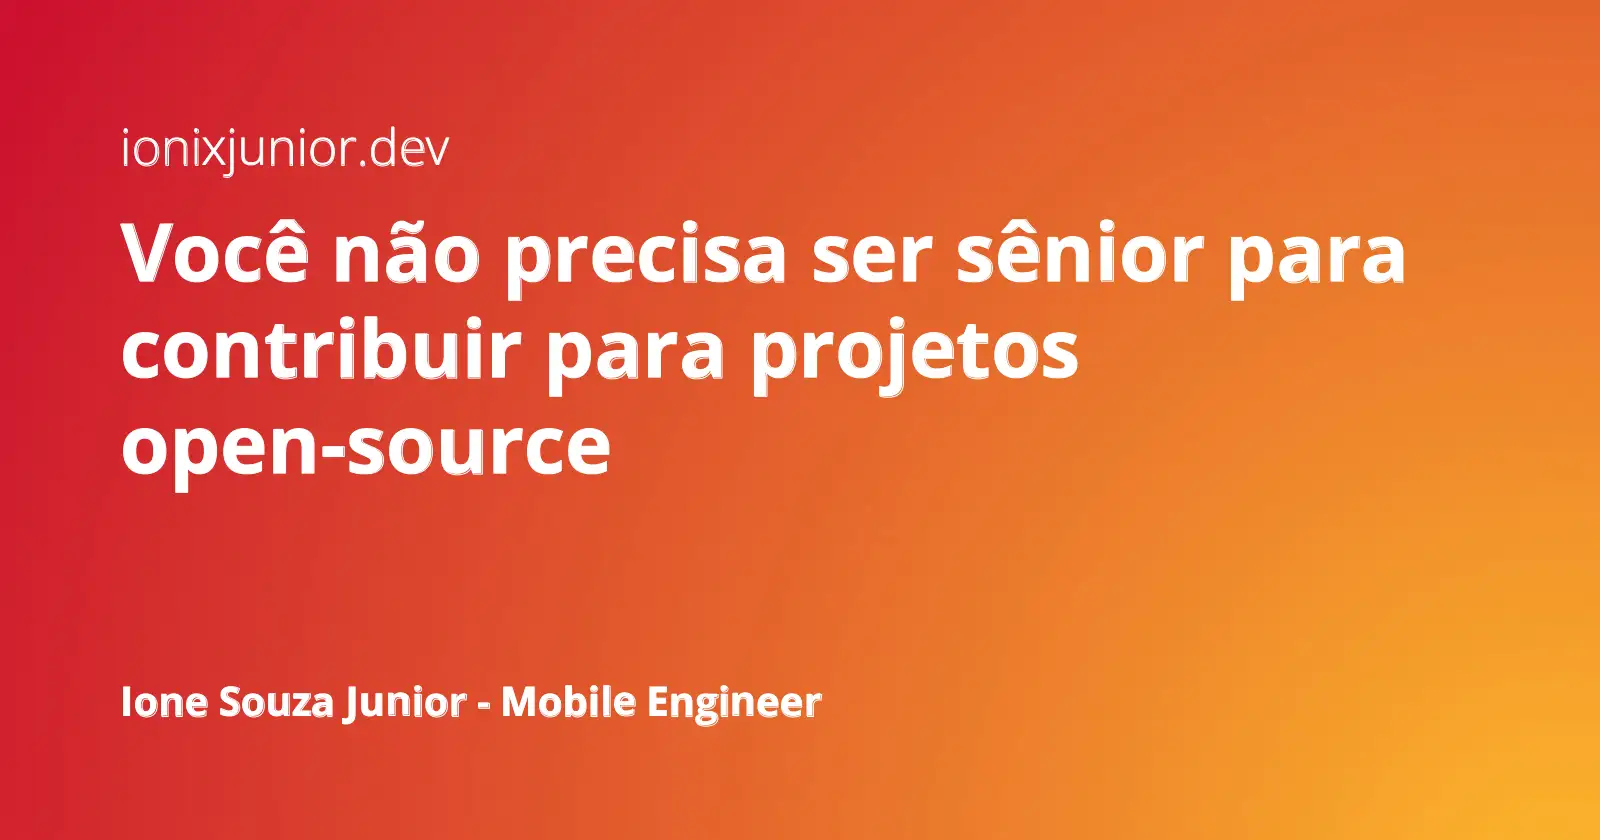 ionixjunior.dev
Você não precisa ser sênior para
contribuir para projetos
open-source
Ione Souza Junior - Mobile Engineer